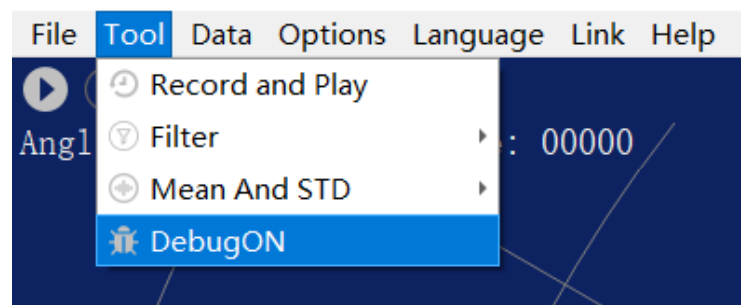 File Tool Data Options Language Link Help
Record and Play
Filter
Angl : 00000
Mean And STD
DebugON